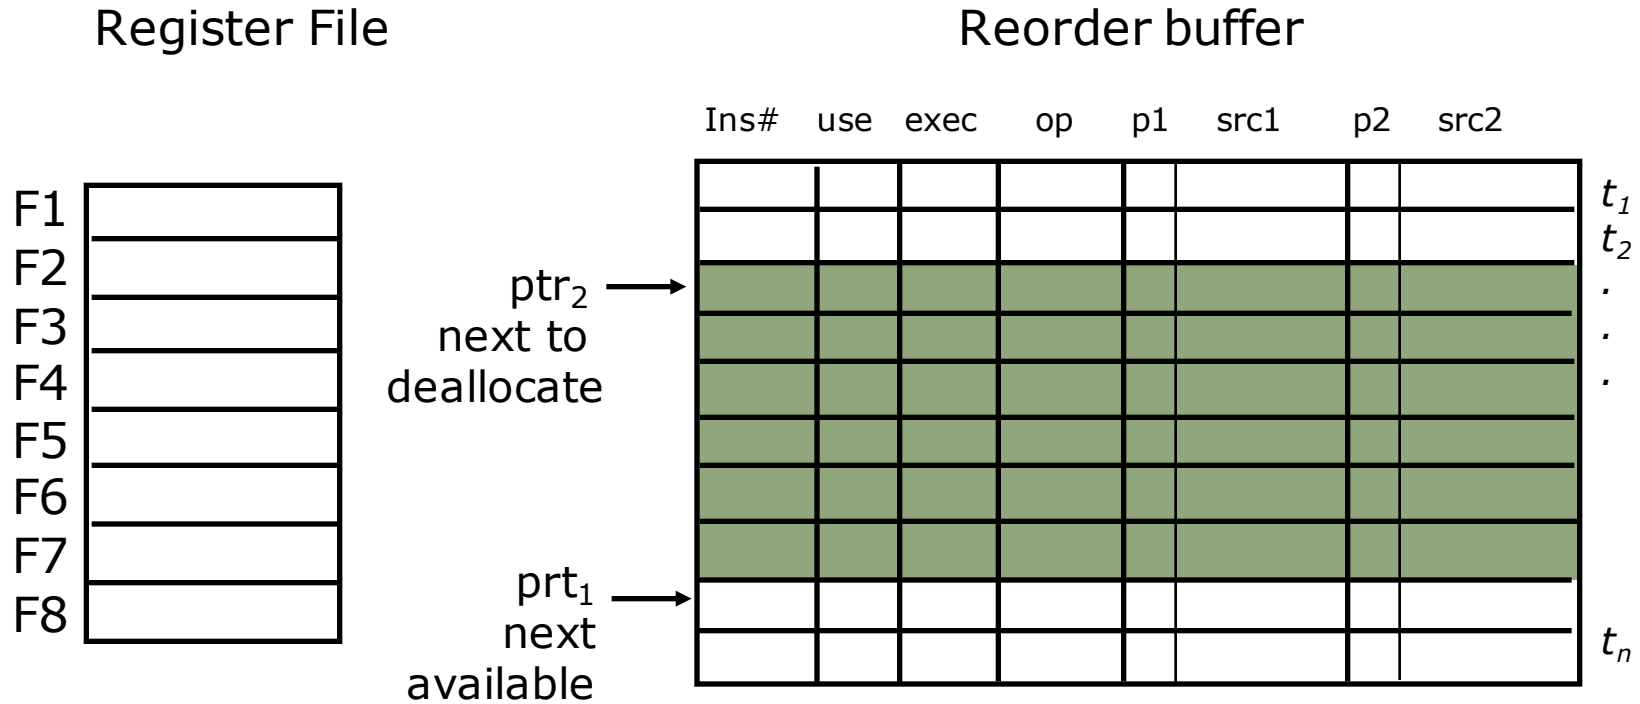 Register File
Reorder buffer
Ins# use exec op p1 src1 p2 src2
F1
F2
F3
F4
F5
F6
F7
F8
ptr2
next to
deallocate
prt1
next
available
t1
t2
.
.
.
tn